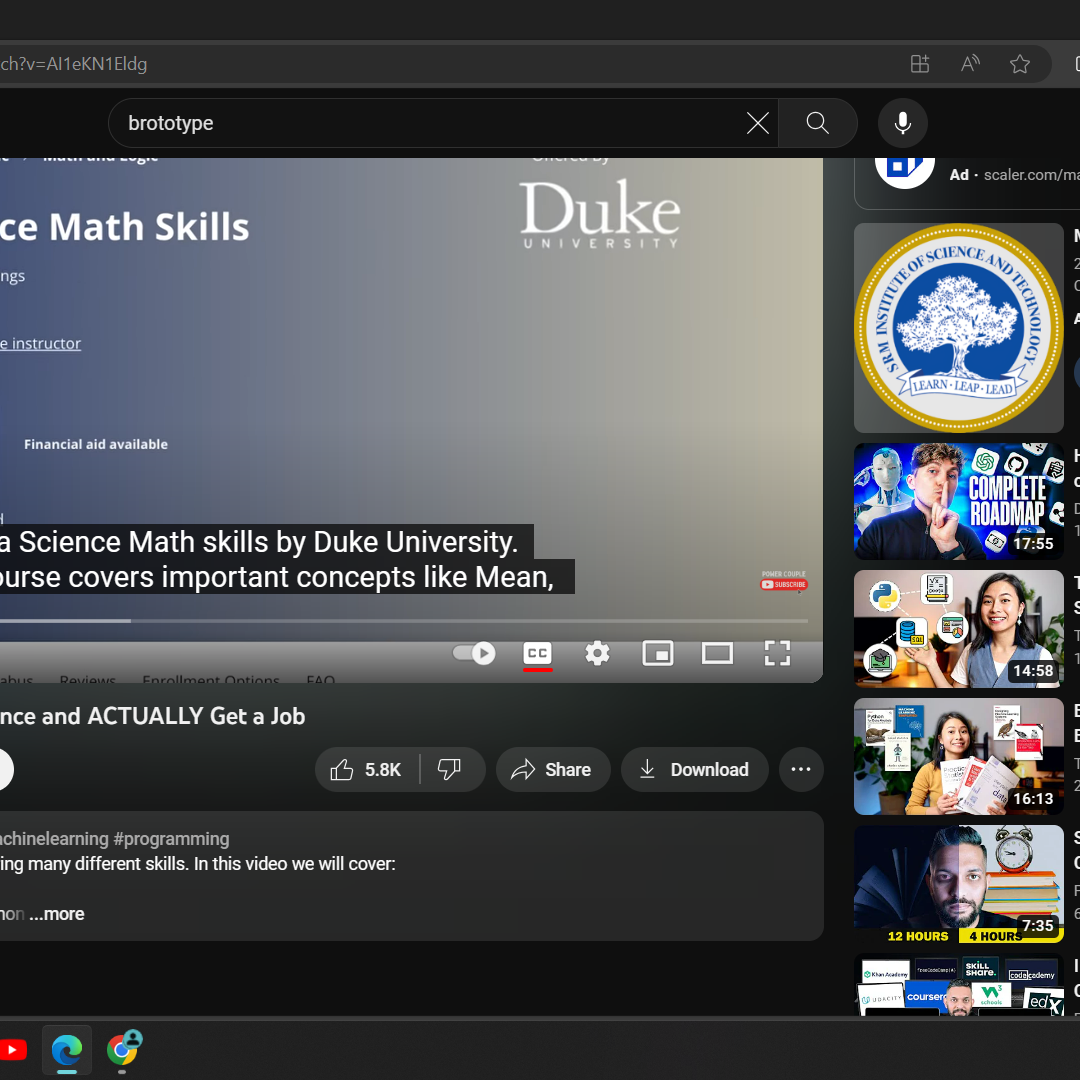 ch?v=AI1eKN1Eldg
brototype
Math and Logic
Offered by
Ad · scaler.com/ma
ce Math Skills
Duke
UNIVERSITY
ngs
e instructor
SRM INSTITUTE OF SCIENCE AND TECHNOLOGY
LEARN · LEAP · LEAD
Financial aid available
COMPLETE
ROADMAP
17:55
a Science Math skills by Duke University.
ourse covers important concepts like Mean,
POWER COUPLE
SUBSCRIBE
CC
SQL
14:58
abus Reviews Enrollment Options FAQ
nce and ACTUALLY Get a Job
5.8K
Share
Download
16:13
achinelearning #programming
ing many different skills. In this video we will cover:
hon ...more
7:35
12 HOURS
4 HOURS
Khan Academy
freeCodeCamp(A)
SKILL
SHARE.
codecademy
UDACITY
courser
W3
schools
edX